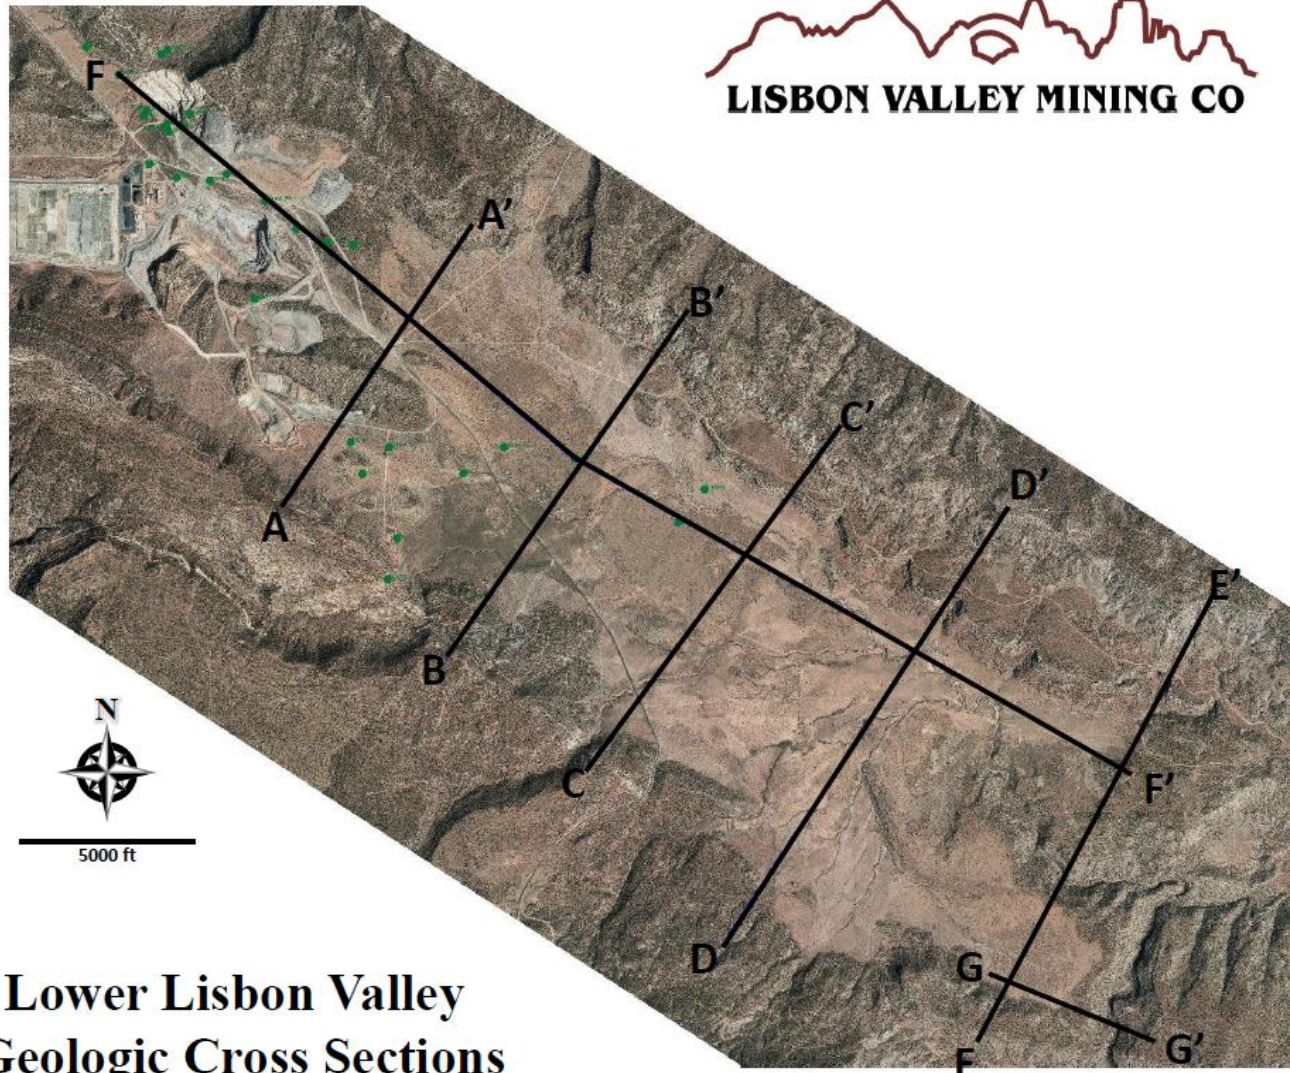 LISBON VALLEY MINING CO
F
A'
B'
C'
D'
E'
A
B
C
F'
D
G
G'
N
5000 ft
Lower Lisbon Valley
Geologic Cross Sections